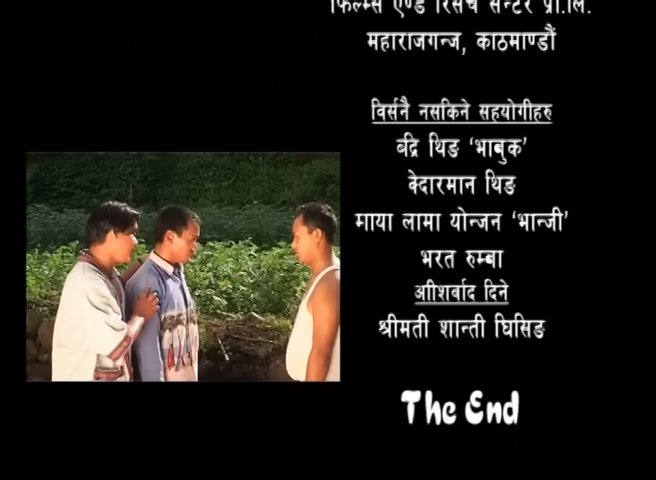 फिल्म्स एण्ड रिसर्च सेन्टर प्रा.लि.
महाराजगन्ज, काठमाण्डौं
विर्सनै नसकिने सहयोगीहरु
बद्रि थिङ ‘भाबुक’
केदारमान थिङ
माया लामा योन्जन ‘भान्जी’
भरत रुम्बा
आशिर्बाद दिने
श्रीमती शान्ती घिसिङ
The End